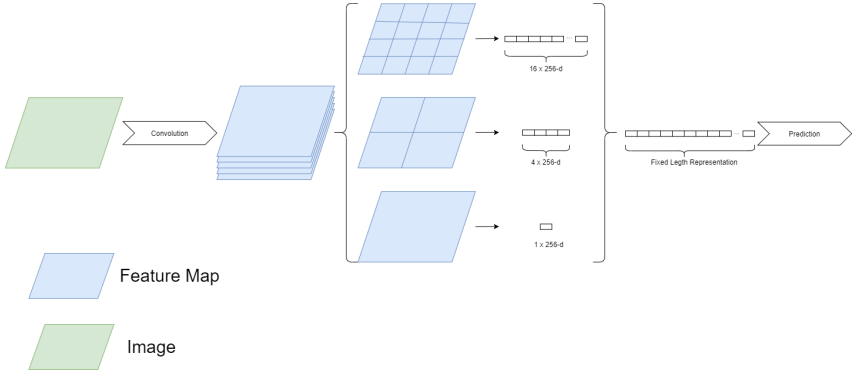 16 x 256-d
Convolution
4 x 256-d
Fixed Legth Representation
Prediction
1 x 256-d
Feature Map
Image